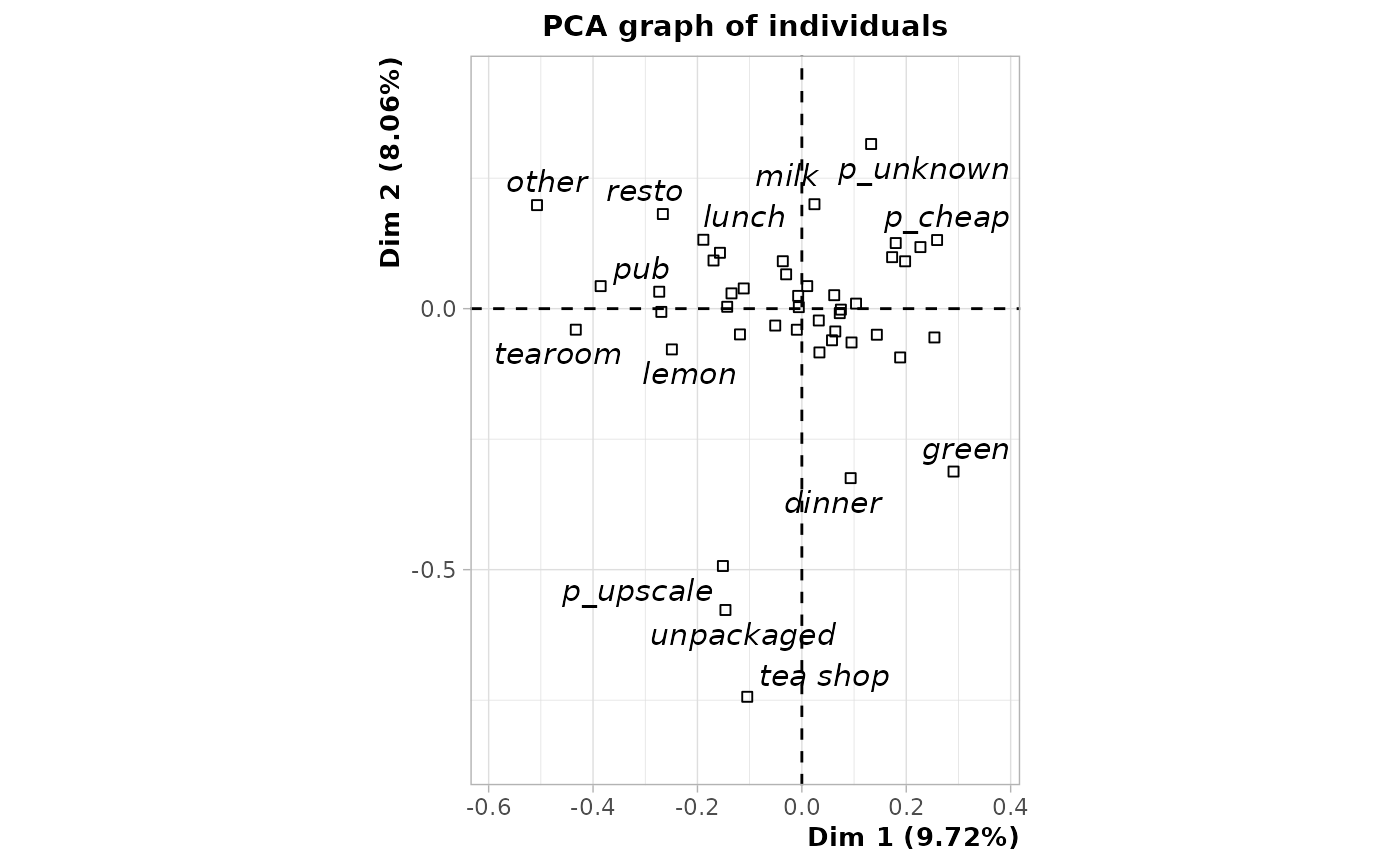 PCA graph of individuals
Dim 2 (8.06%)
p_unknown
milk
other
resto
lunch
p_cheap
pub
0.0
tearoom
lemon
green
dinner
-0.5
p_upscale
unpackaged
tea shop
-0.6 -0.4 -0.2 0.0 0.2 0.4
Dim 1 (9.72%)